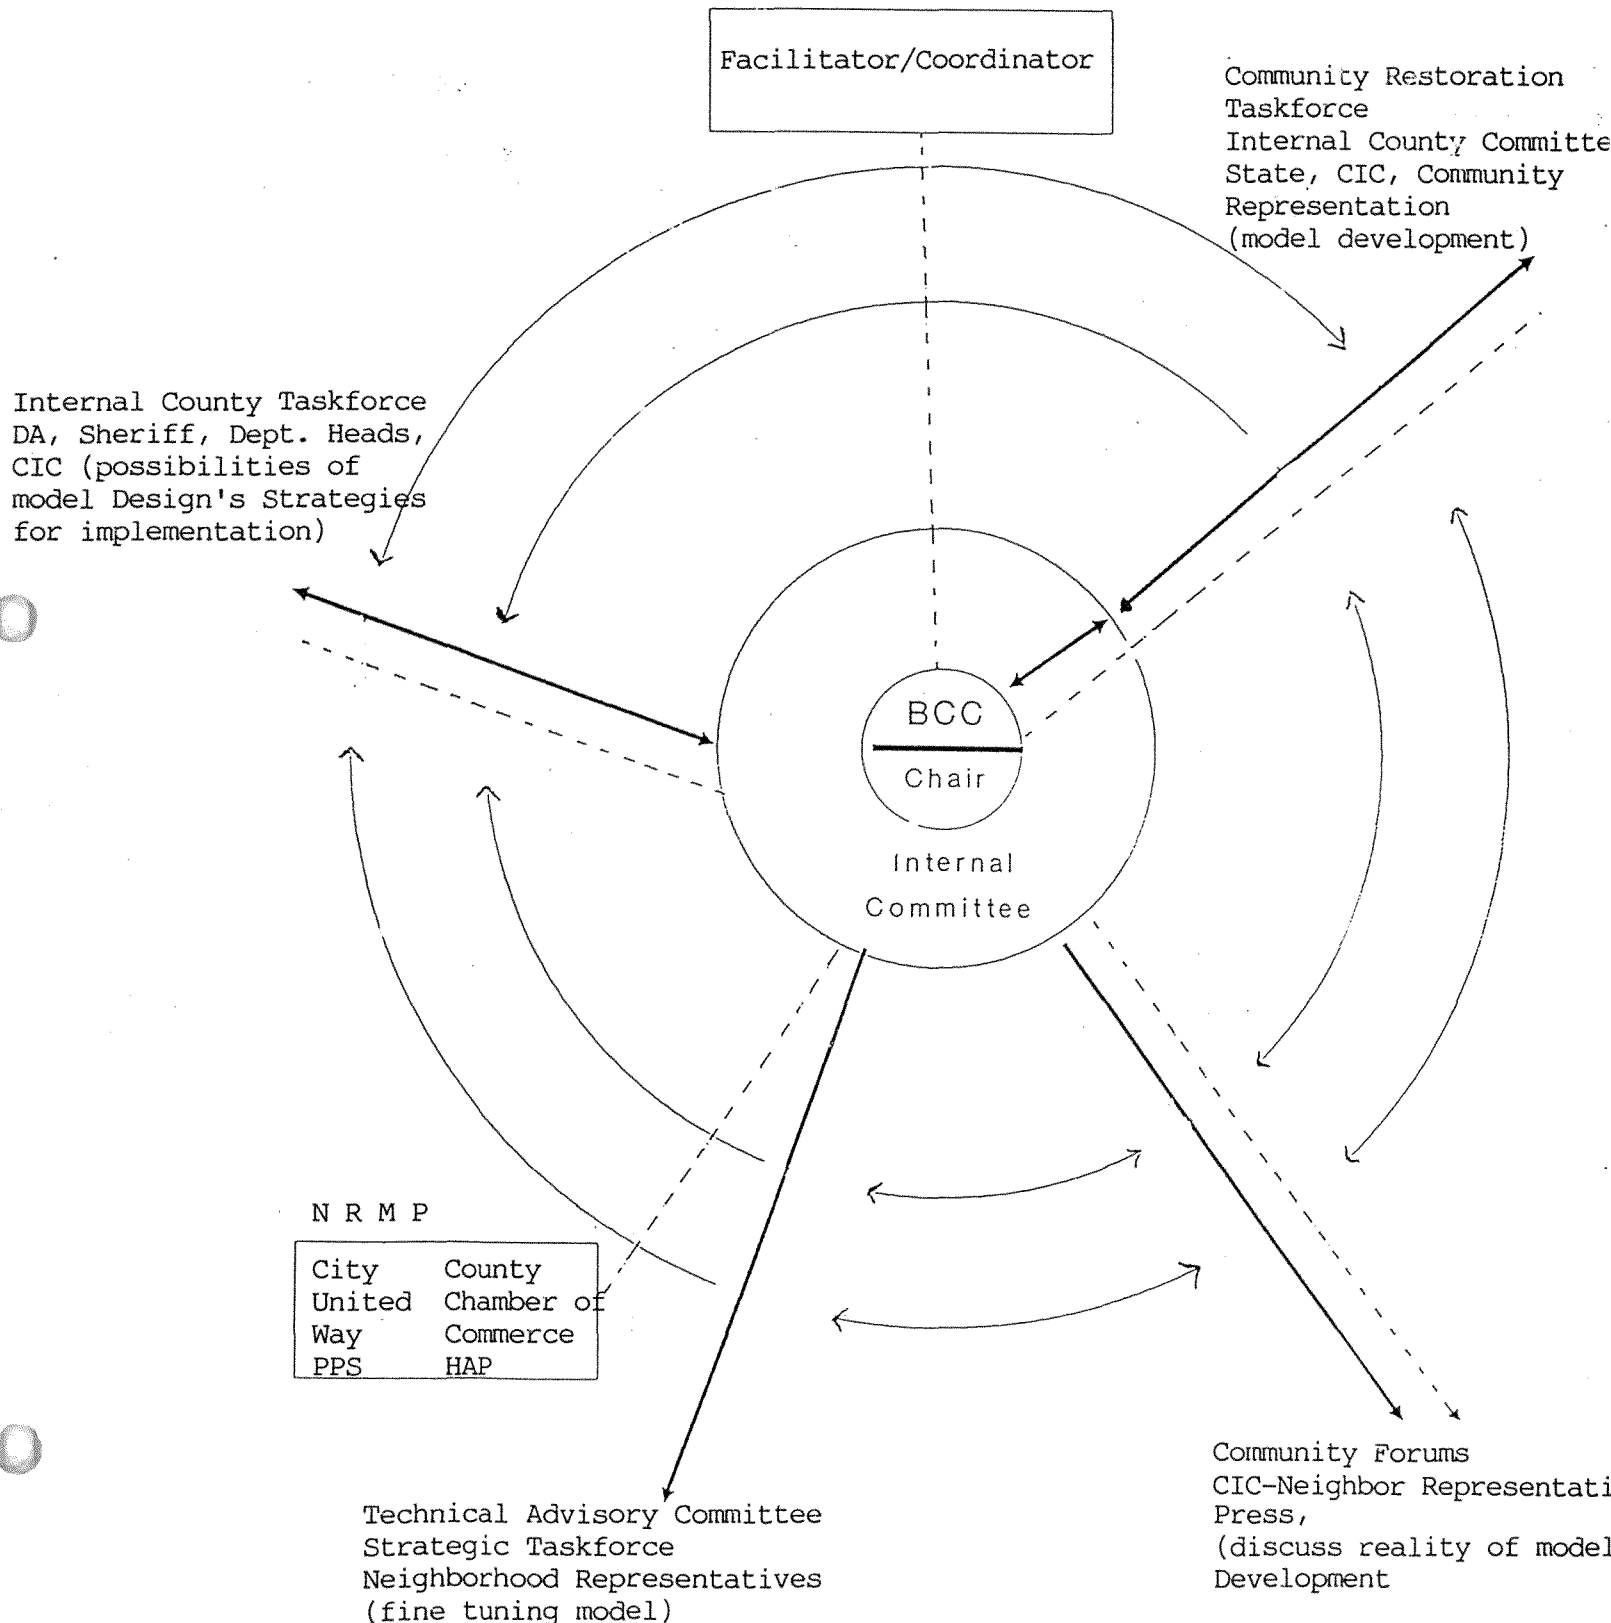 Facilitator/Coordinator
Community Restoration
Taskforce
Internal County Committe
State, CIC, Community
Representation
(model development)
Internal County Taskforce
DA, Sheriff, Dept. Heads,
CIC (possibilities of
model Design's Strategies
for implementation)
BCC
Chair
Internal
Committee
N R M P
City County
United Chamber of
Way Commerce
PPS HAP
Technical Advisory Committee
Strategic Taskforce
Neighborhood Representatives
(fine tuning model)
Community Forums
CIC-Neighbor Representati
Press,
(discuss reality of model
Development